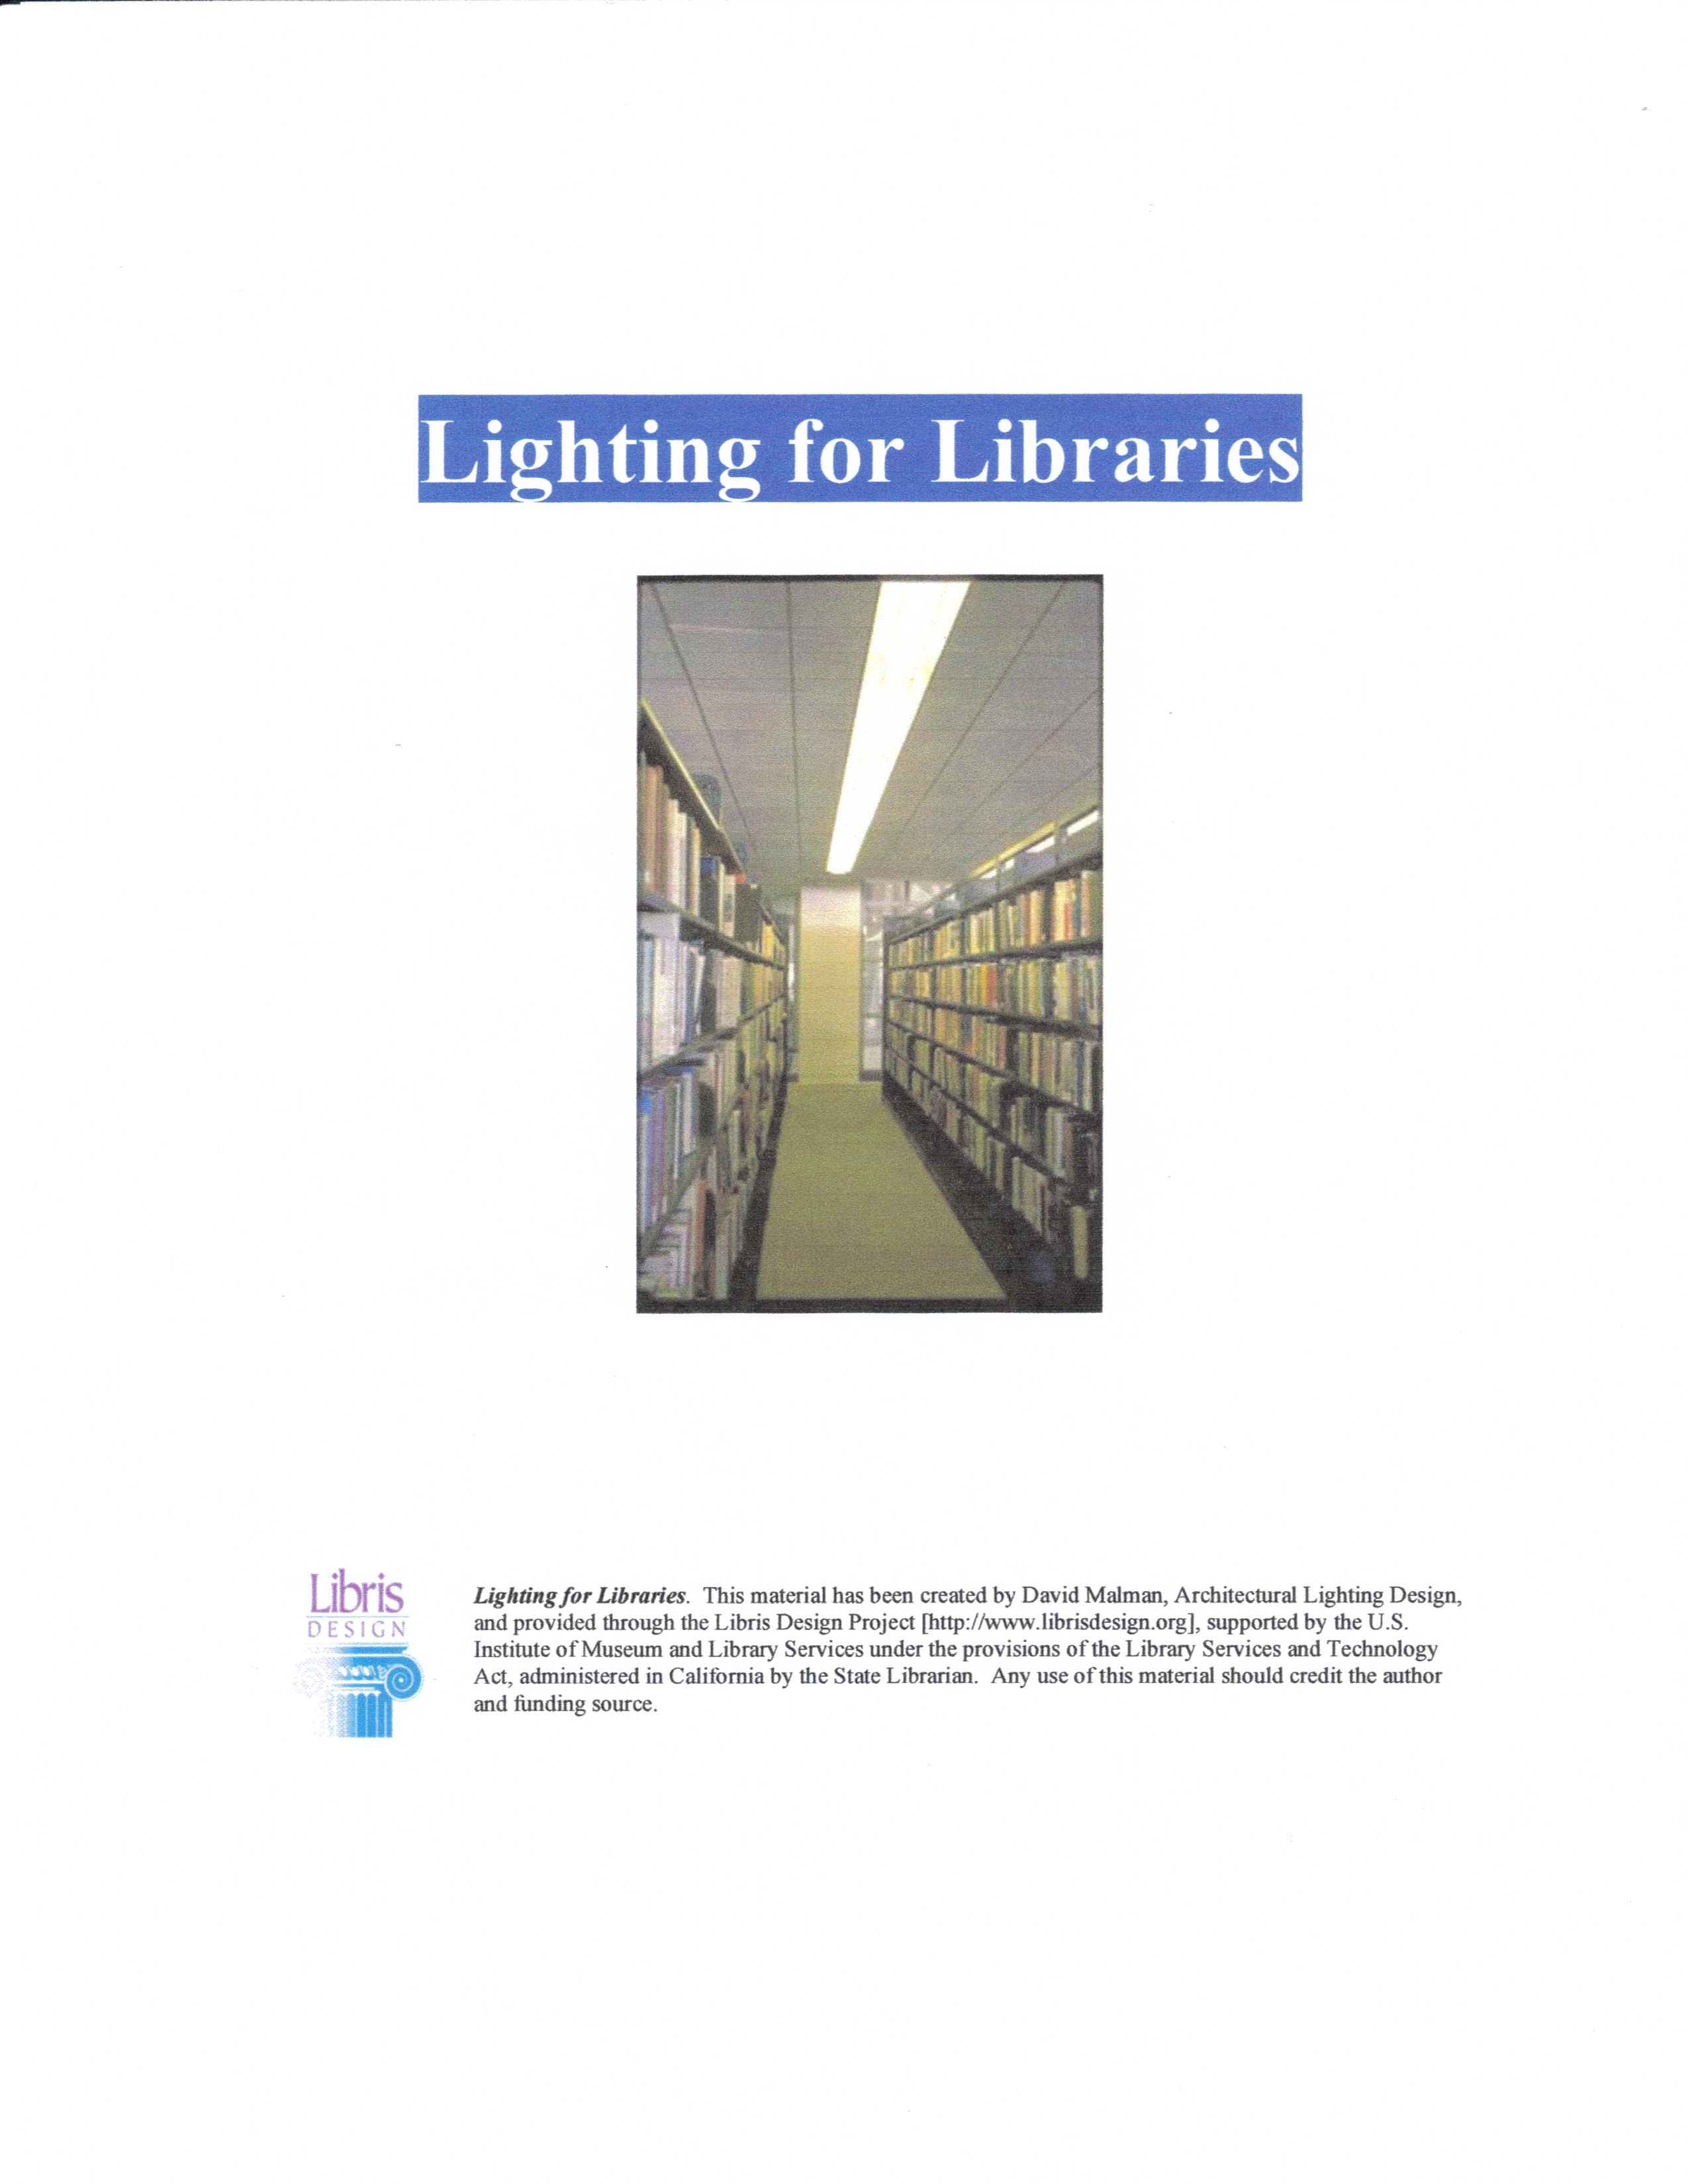 Lighting for Libraries
Libris
DESIGN
Lighting for Libraries. This material has been created by David Malman, Architectural Lighting Design,
and provided through the Libris Design Project [http://www.librisdesign.org], supported by the U.S.
Institute of Museum and Library Services under the provisions of the Library Services and Technology
Act, administered in California by the State Librarian. Any use of this material should credit the author
and funding source.